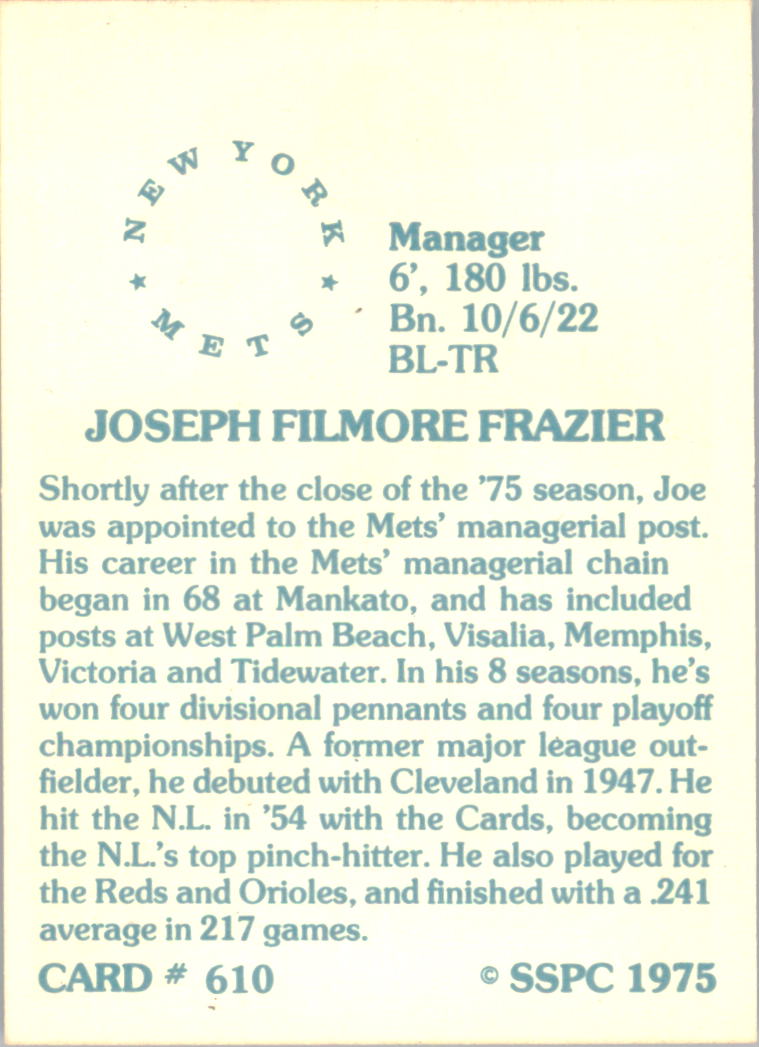 NEW YORK
★ METS ★
Manager
6', 180 lbs.
Bn. 10/6/22
BL-TR
JOSEPH FILMORE FRAZIER
Shortly after the close of the '75 season, Joe
was appointed to the Mets' managerial post.
His career in the Mets' managerial chain
began in 68 at Mankato, and has included
posts at West Palm Beach, Visalia, Memphis,
Victoria and Tidewater. In his 8 seasons, he's
won four divisional pennants and four playoff
championships. A former major league out-
fielder, he debuted with Cleveland in 1947. He
hit the N.L. in '54 with the Cards, becoming
the N.L.'s top pinch-hitter. He also played for
the Reds and Orioles, and finished with a .241
average in 217 games.
CARD # 610
© SSPC 1975